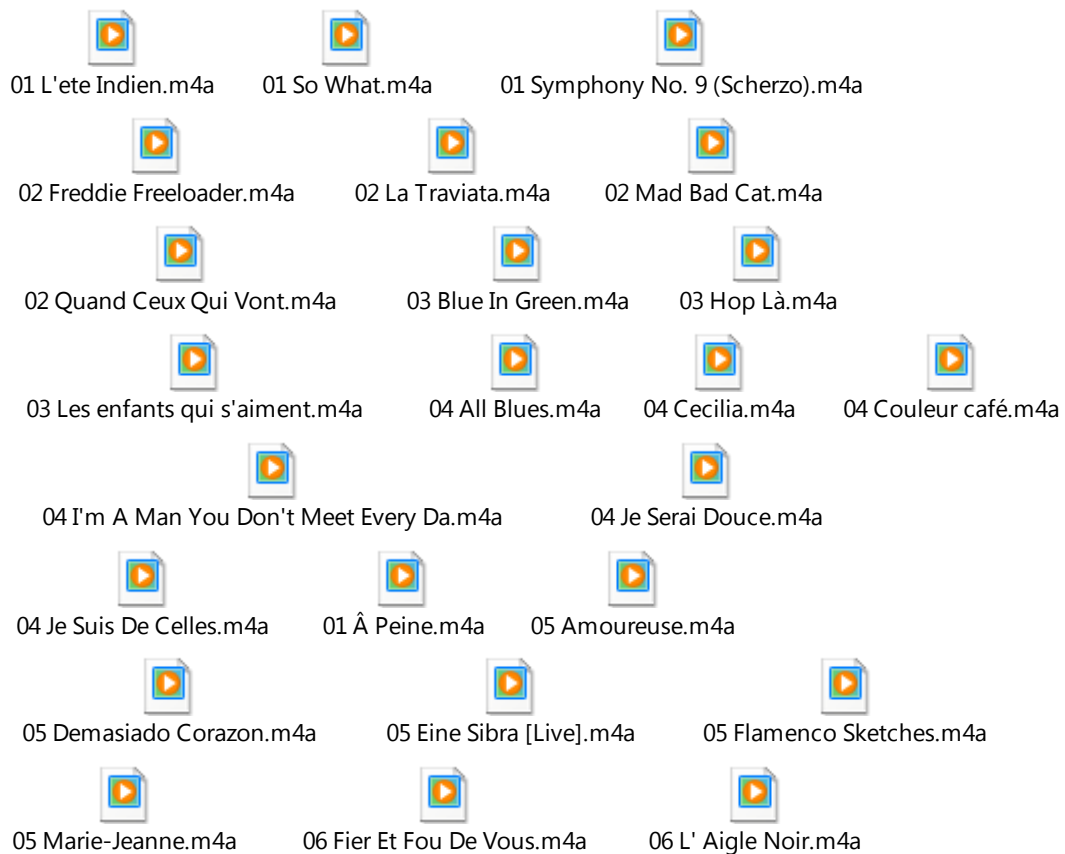 01 L'ete Indien.m4a 01 So What.m4a 01 Symphony No. 9 (Scherzo).m4a
02 Freddie Freeloader.m4a 02 La Traviata.m4a 02 Mad Bad Cat.m4a
02 Quand Ceux Qui Vont.m4a 03 Blue In Green.m4a 03 Hop Là.m4a
03 Les enfants qui s'aiment.m4a 04 All Blues.m4a 04 Cecilia.m4a 04 Couleur café.m4a
04 I'm A Man You Don't Meet Every Da.m4a 04 Je Serai Douce.m4a
04 Je Suis De Celles.m4a 01 Â Peine.m4a 05 Amoureuse.m4a
05 Demasiado Corazon.m4a 05 Eine Sibra [Live].m4a 05 Flamenco Sketches.m4a
05 Marie-Jeanne.m4a 06 Fier Et Fou De Vous.m4a 06 L' Aigle Noir.m4a